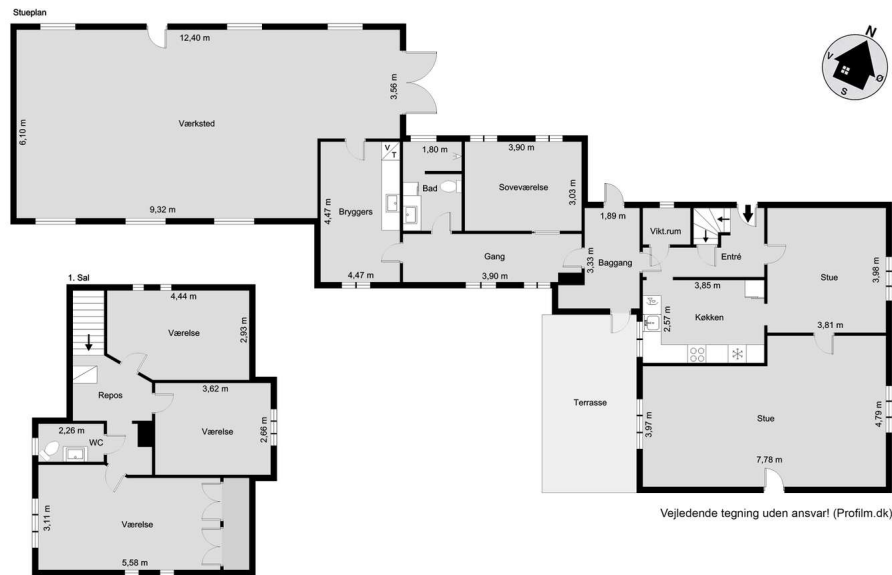 Stueplan
12,40 m
6,10 m
Værksted
3,56 m
9,32 m
N
V
Ø
S
V
T
1,80 m
3,90 m
4,47 m
Bryggers
Bad
Soveværelse
3,03 m
1,89 m
4,47 m
Gang
3,90 m
3,33 m
Baggang
Vikt.rum
Entré
3,85 m
2,57 m
Køkken
Stue
3,98 m
3,81 m
Terrasse
3,97 m
Stue
4,79 m
7,78 m
1. Sal
4,44 m
Værelse
2,93 m
Repos
3,62 m
Værelse
2,66 m
2,26 m
WC
3,11 m
Værelse
5,58 m
Vejledende tegning uden ansvar! (Profilm.dk)